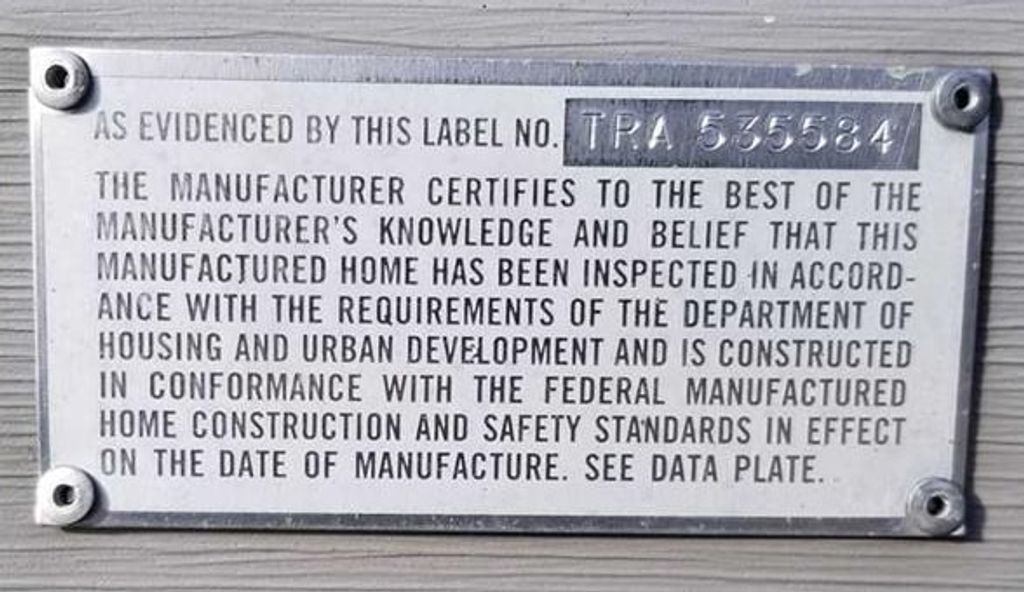 AS EVIDENCED BY THIS LABEL NO. TRA 535584
THE MANUFACTURER CERTIFIES TO THE BEST OF THE
MANUFACTURER'S KNOWLEDGE AND BELIEF THAT THIS
MANUFACTURED HOME HAS BEEN INSPECTED IN ACCORD-
ANCE WITH THE REQUIREMENTS OF THE DEPARTMENT OF
HOUSING AND URBAN DEVELOPMENT AND IS CONSTRUCTED
IN CONFORMANCE WITH THE FEDERAL MANUFACTURED
HOME CONSTRUCTION AND SAFETY STANDARDS IN EFFECT
ON THE DATE OF MANUFACTURE. SEE DATA PLATE.